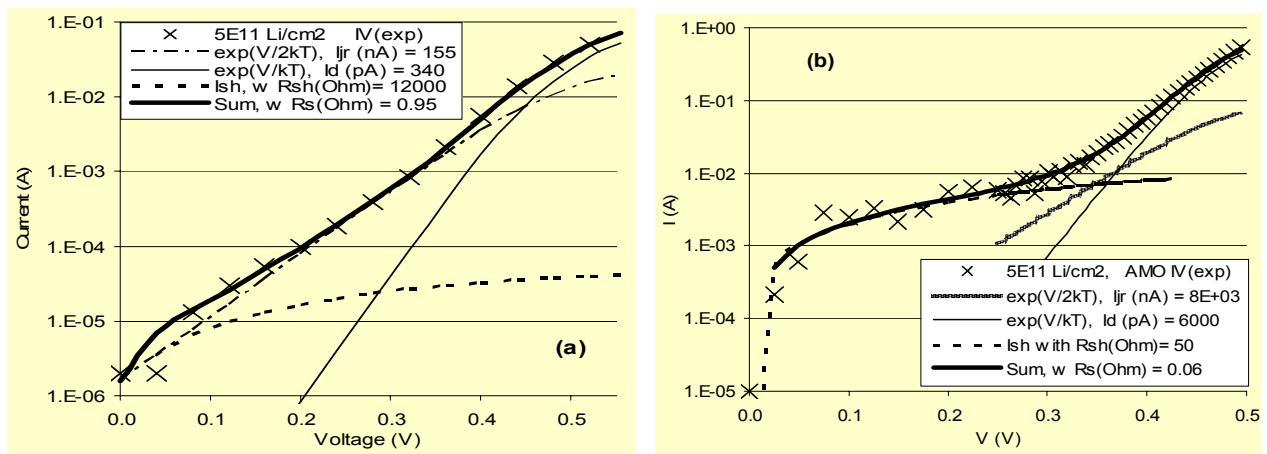 1.E-01
1.E-02
1.E-03
1.E-04
1.E-05
1.E-06
Current (A)
5E11 Li/cm2 IV(exp)
exp(V/2kT), Ijr (nA) = 155
exp(V/kT), Id (pA) = 340
Ish, w Rsh(Ohm)= 12000
Sum, w Rs(Ohm) = 0.95
(a)
0.0 0.1 0.2 0.3 0.4 0.5
Voltage (V)
1.E+00
1.E-01
1.E-02
1.E-03
1.E-04
1.E-05
I (A)
(b)
5E11 Li/cm2, AMO IV(exp)
exp(V/2kT), Ijr (nA) = 8E+03
exp(V/kT), Id (pA) = 6000
Ish with Rsh(Ohm)= 50
Sum, w Rs(Ohm) = 0.06
0.0 0.1 0.2 0.3 0.4 0.5
V (V)